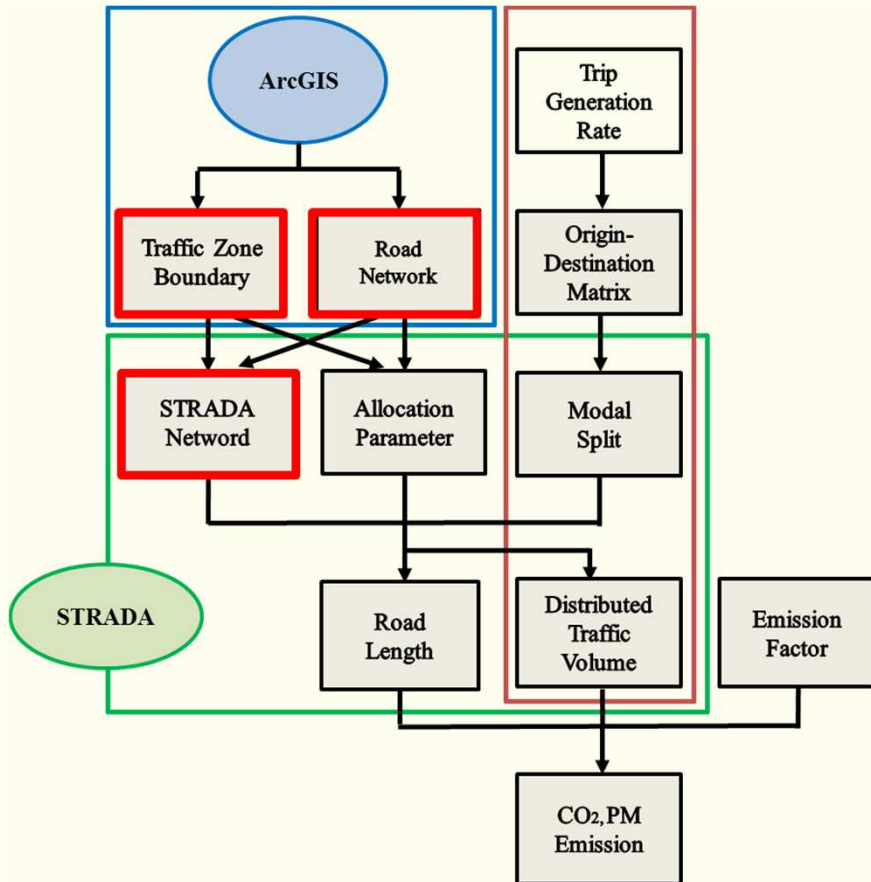 ArcGIS
Trip
Generation
Rate
Traffic Zone
Boundary
Road
Network
Origin-
Destination
Matrix
STRADA
Netword
Allocation
Parameter
Modal
Split
STRADA
Road
Length
Distributed
Traffic
Volume
Emission
Factor
CO₂,PM
Emission